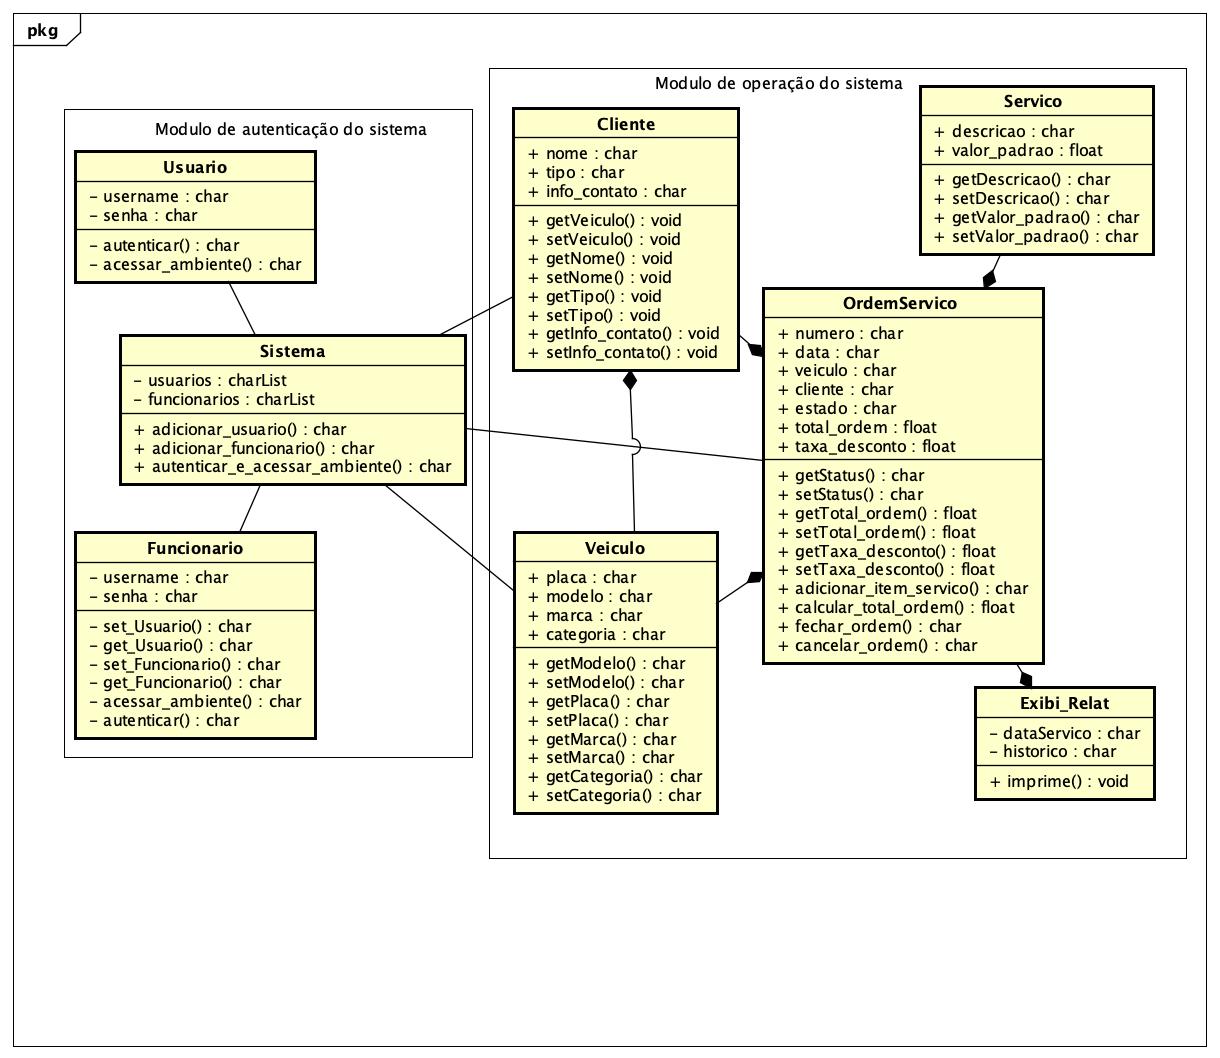 pkg
Modulo de autenticação do sistema
Usuario
– username : char
– senha : char
– autenticar() : char
– acessar_ambiente() : char
Sistema
– usuarios : charList
– funcionarios : charList
+ adicionar_usuario() : char
+ adicionar_funcionario() : char
+ autenticar_e_acessar_ambiente() : char
Funcionario
– username : char
– senha : char
– set_Usuario() : char
– get_Usuario() : char
– set_Funcionario() : char
– get_Funcionario() : char
– acessar_ambiente() : char
– autenticar() : char
Modulo de operação do sistema
Cliente
+ nome : char
+ tipo : char
+ info_contato : char
+ getVeiculo() : void
+ setVeiculo() : void
+ getNome() : void
+ setNome() : void
+ getTipo() : void
+ setTipo() : void
+ getInfo_contato() : void
+ setInfo_contato() : void
Servico
+ descricao : char
+ valor_padrao : float
+ getDescricao() : char
+ setDescricao() : char
+ getValor_padrao() : char
+ setValor_padrao() : char
OrdemServico
+ numero : char
+ data : char
+ veiculo : char
+ cliente : char
+ estado : char
+ total_ordem : float
+ taxa_desconto : float
+ getStatus() : char
+ setStatus() : char
+ getTotal_ordem() : float
+ setTotal_ordem() : float
+ getTaxa_desconto() : float
+ setTaxa_desconto() : float
+ adicionar_item_servico() : char
+ calcular_total_ordem() : float
+ fechar_ordem() : char
+ cancelar_ordem() : char
Veiculo
+ placa : char
+ modelo : char
+ marca : char
+ categoria : char
+ getModelo() : char
+ setModelo() : char
+ getPlaca() : char
+ setPlaca() : char
+ getMarca() : char
+ setMarca() : char
+ getCategoria() : char
+ setCategoria() : char
Exibi_Relat
– dataServico : char
– historico : char
+ imprime() : void